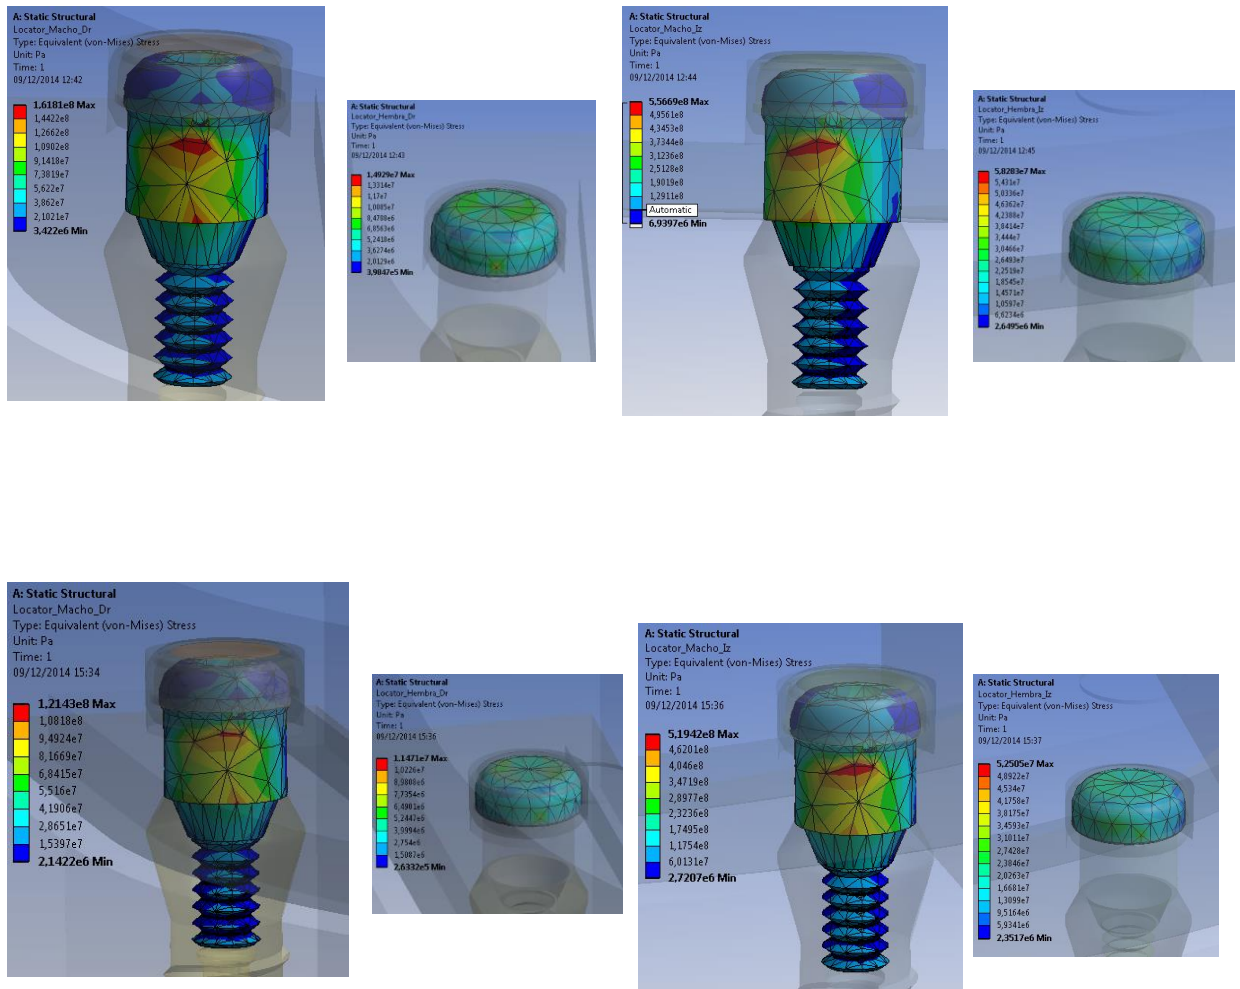 A: Static Structural
Locator_Macho_Dr
Type: Equivalent (von-Mises) Stress
Unit: Pa
Time: 1
09/12/2014 12:42
1,6181e8 Max
1,4422e8
1,2662e8
1,0902e8
9,1418e7
7,3819e7
5,622e7
3,862e7
2,1021e7
3,422e6 Min
A: Static Structural
Locator_Hembra_Dr
Type: Equivalent (von-Mises) Stress
Unit: Pa
Time: 1
09/12/2014 12:43
1,4929e7 Max
1,3314e7
1,17e7
1,0085e7
8,4708e6
6,8563e6
5,2418e6
3,6274e6
2,0129e6
3,9847e5 Min
A: Static Structural
Locator_Macho_Iz
Type: Equivalent (von-Mises) Stress
Unit: Pa
Time: 1
09/12/2014 12:44
5,5669e8 Max
4,9561e8
4,3453e8
3,7344e8
3,1236e8
2,5128e8
1,9019e8
1,2911e8
Automatic
6,9397e6 Min
A: Static Structural
Locator_Hembra_Iz
Type: Equivalent (von-Mises) Stress
Unit: Pa
Time: 1
09/12/2014 12:45
5,8283e7 Max
5,431e7
5,0336e7
4,6362e7
4,2388e7
3,8414e7
3,444e7
3,0466e7
2,6493e7
2,2519e7
1,8545e7
1,4571e7
1,0597e7
6,6234e6
2,6495e6 Min
A: Static Structural
Locator_Macho_Dr
Type: Equivalent (von-Mises) Stress
Unit: Pa
Time: 1
09/12/2014 15:34
1,2143e8 Max
1,0818e8
9,4924e7
8,1669e7
6,8415e7
5,516e7
4,1906e7
2,8651e7
1,5397e7
2,1422e6 Min
A: Static Structural
Locator_Hembra_Dr
Type: Equivalent (von-Mises) Stress
Unit: Pa
Time: 1
09/12/2014 15:36
1,1471e7 Max
1,0226e7
8,9808e6
7,7354e6
6,4901e6
5,2447e6
3,9994e6
2,754e6
1,5087e6
2,6332e5 Min
A: Static Structural
Locator_Macho_Iz
Type: Equivalent (von-Mises) Stress
Unit: Pa
Time: 1
09/12/2014 15:36
5,1942e8 Max
4,6201e8
4,046e8
3,4719e8
2,8977e8
2,3236e8
1,7495e8
1,1754e8
6,0131e7
2,7207e6 Min
A: Static Structural
Locator_Hembra_Iz
Type: Equivalent (von-Mises) Stress
Unit: Pa
Time: 1
09/12/2014 15:37
5,2505e7 Max
4,8922e7
4,534e7
4,1758e7
3,8175e7
3,4593e7
3,1011e7
2,7428e7
2,3846e7
2,0263e7
1,6681e7
1,3099e7
9,5164e6
5,9341e6
2,3517e6 Min